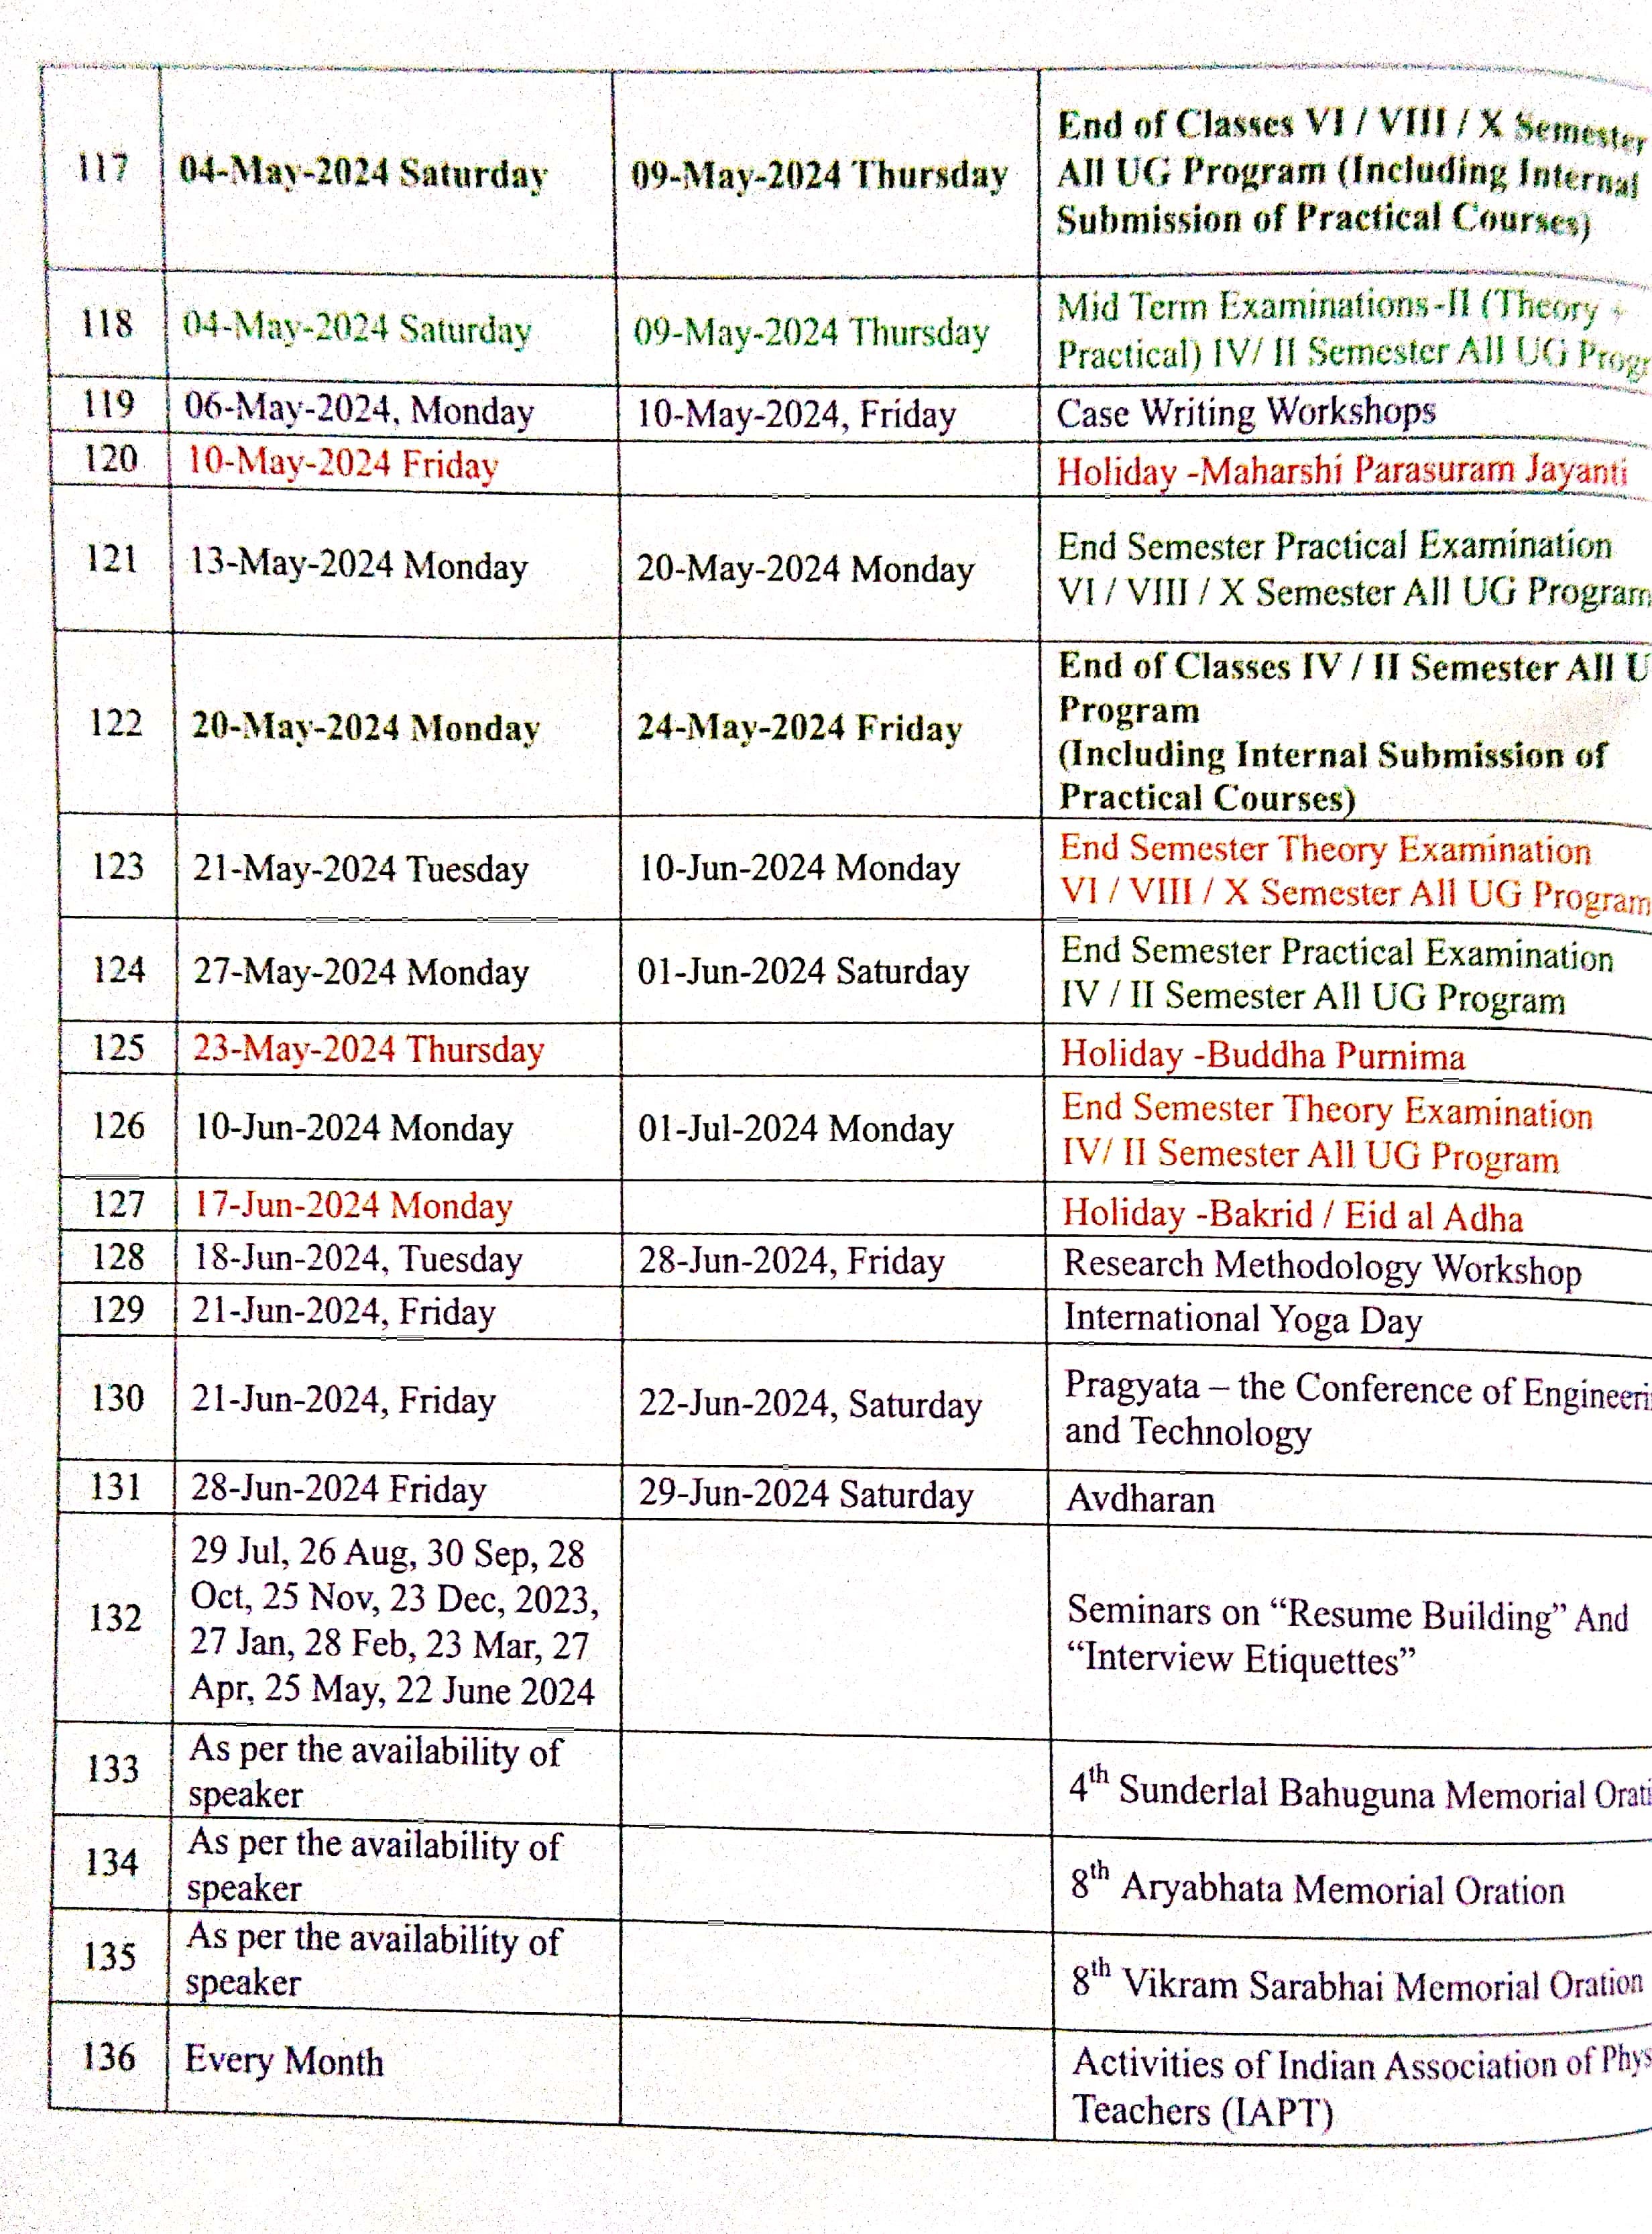 117 04-May-2024 Saturday 09-May-2024 Thursday End of Classes VI / VIII / X Semester
All UG Program (Including Internal
Submission of Practical Courses)
118 04-May-2024 Saturday 09-May-2024 Thursday Mid Term Examinations-II (Theory +
Practical) IV/ II Semester All UG Progr
119 06-May-2024, Monday 10-May-2024, Friday Case Writing Workshops
120 10-May-2024 Friday Holiday -Maharshi Parasuram Jayanti
121 13-May-2024 Monday 20-May-2024 Monday End Semester Practical Examination
VI / VIII / X Semester All UG Program
122 20-May-2024 Monday 24-May-2024 Friday End of Classes IV / II Semester All U
Program
(Including Internal Submission of
Practical Courses)
123 21-May-2024 Tuesday 10-Jun-2024 Monday End Semester Theory Examination
VI / VIII / X Semester All UG Program
124 27-May-2024 Monday 01-Jun-2024 Saturday End Semester Practical Examination
IV / II Semester All UG Program
125 23-May-2024 Thursday Holiday -Buddha Purnima
126 10-Jun-2024 Monday 01-Jul-2024 Monday End Semester Theory Examination
IV/ II Semester All UG Program
127 17-Jun-2024 Monday Holiday -Bakrid / Eid al Adha
128 18-Jun-2024, Tuesday 28-Jun-2024, Friday Research Methodology Workshop
129 21-Jun-2024, Friday International Yoga Day
130 21-Jun-2024, Friday 22-Jun-2024, Saturday Pragyata – the Conference of Engineeri
and Technology
131 28-Jun-2024 Friday 29-Jun-2024 Saturday Avdharan
132 29 Jul, 26 Aug, 30 Sep, 28
Oct, 25 Nov, 23 Dec, 2023,
27 Jan, 28 Feb, 23 Mar, 27
Apr, 25 May, 22 June 2024
Seminars on “Resume Building” And
“Interview Etiquettes”
133 As per the availability of
speaker
4th Sunderlal Bahuguna Memorial Orati
134 As per the availability of
speaker
8th Aryabhata Memorial Oration
135 As per the availability of
speaker
8th Vikram Sarabhai Memorial Oration
136 Every Month Activities of Indian Association of Phys
Teachers (IAPT)